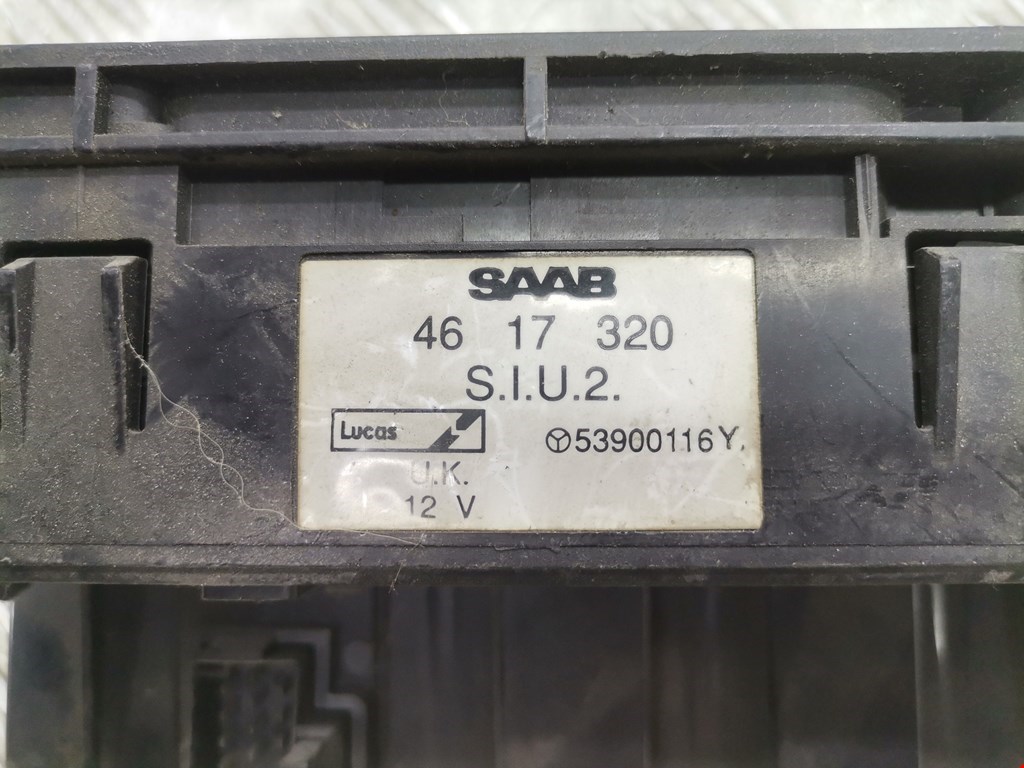 SAAB
46 17 320
S.I.U.2.
Lucas 53900116Y.
U.K.
12 V